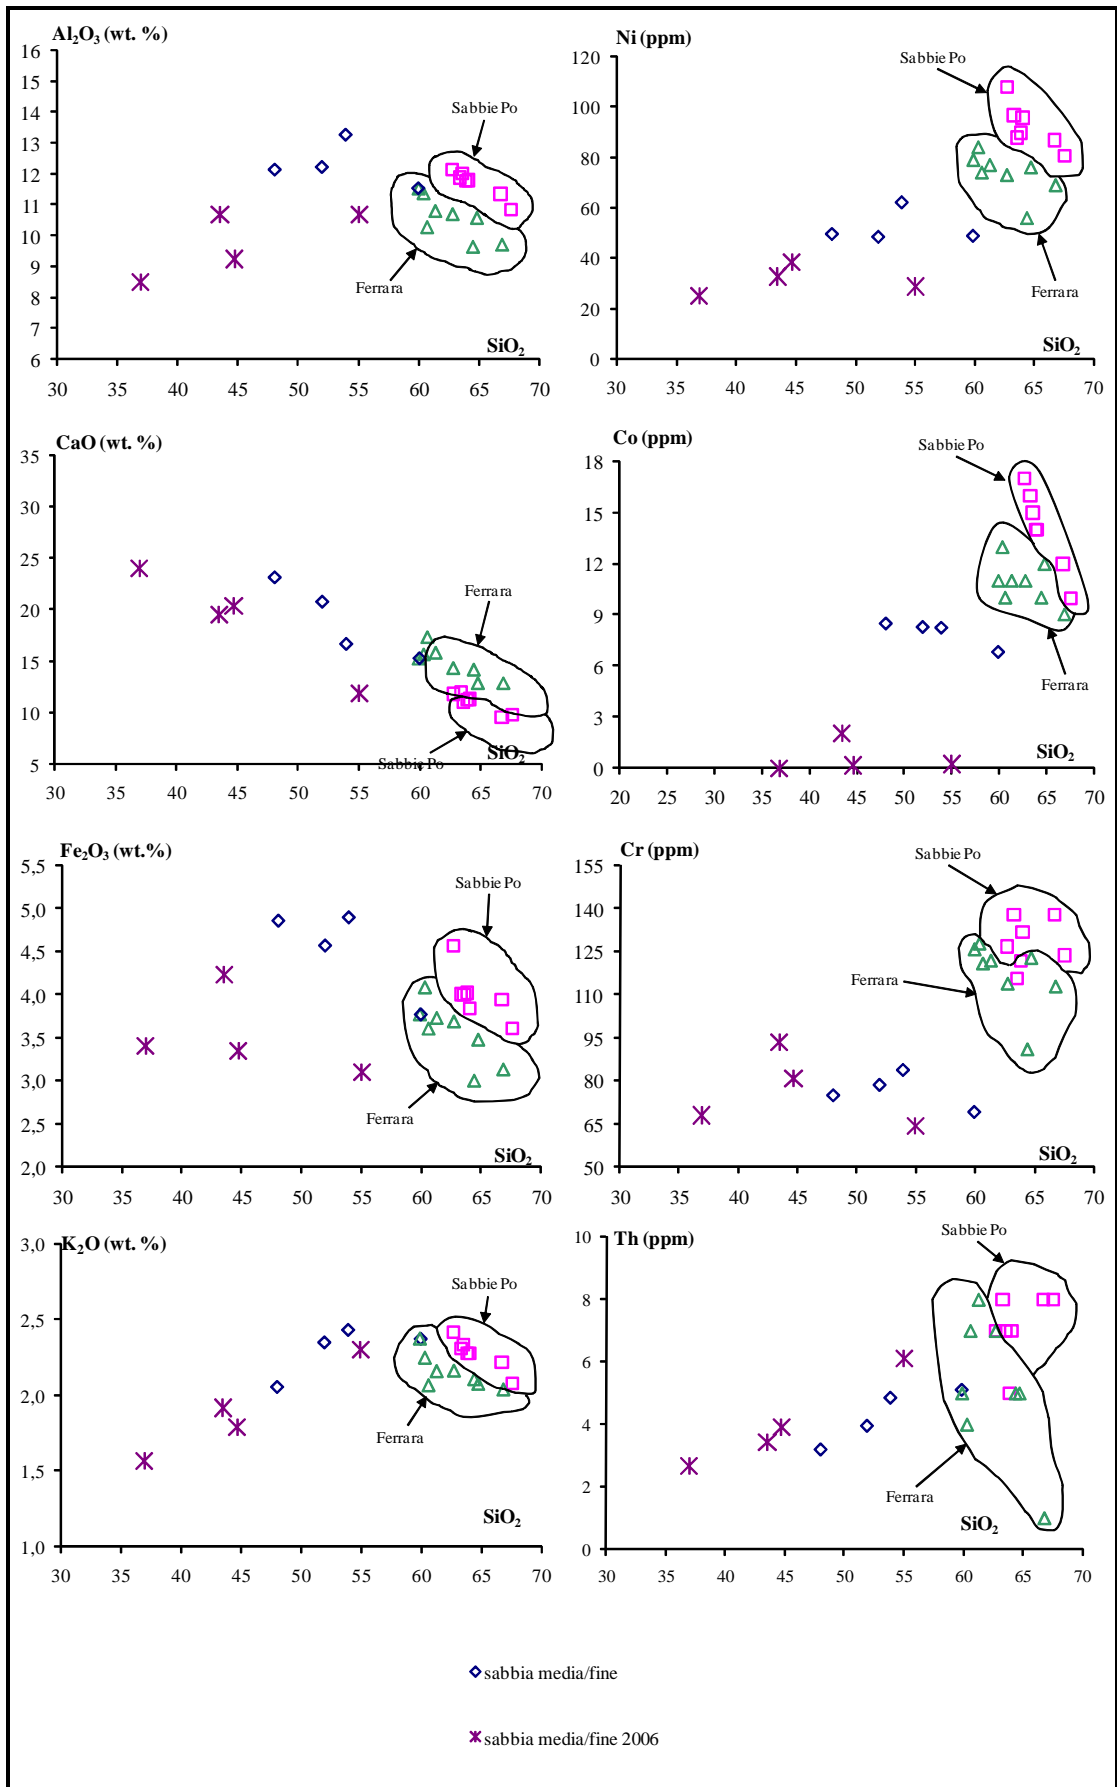 Al₂O₃ (wt. %)
16
15
14
13
12
11
10
9
8
7
6
Sabbie Po
Ferrara
SiO₂
30 35 40 45 50 55 60 65 70
Ni (ppm)
120
100
80
60
40
20
0
Sabbie Po
Ferrara
SiO₂
30 35 40 45 50 55 60 65 70
CaO (wt. %)
35
30
25
20
15
10
5
Ferrara
Sabbie Po
SiO₂
30 35 40 45 50 55 60 65 70
Co (ppm)
18
15
12
9
6
3
0
Sabbie Po
Ferrara
SiO₂
20 25 30 35 40 45 50 55 60 65 70
Fe₂O₃ (wt.%)
5,5
5,0
4,5
4,0
3,5
3,0
2,5
2,0
Sabbie Po
Ferrara
SiO₂
30 35 40 45 50 55 60 65 70
Cr (ppm)
155
140
125
110
95
80
65
50
Sabbie Po
Ferrara
SiO₂
30 35 40 45 50 55 60 65 70
K₂O (wt. %)
3,0
2,5
2,0
1,5
1,0
Sabbie Po
Ferrara
SiO₂
30 35 40 45 50 55 60 65 70
Th (ppm)
10
8
6
4
2
0
Sabbie Po
Ferrara
SiO₂
30 35 40 45 50 55 60 65 70
sabbia media/fine
sabbia media/fine 2006